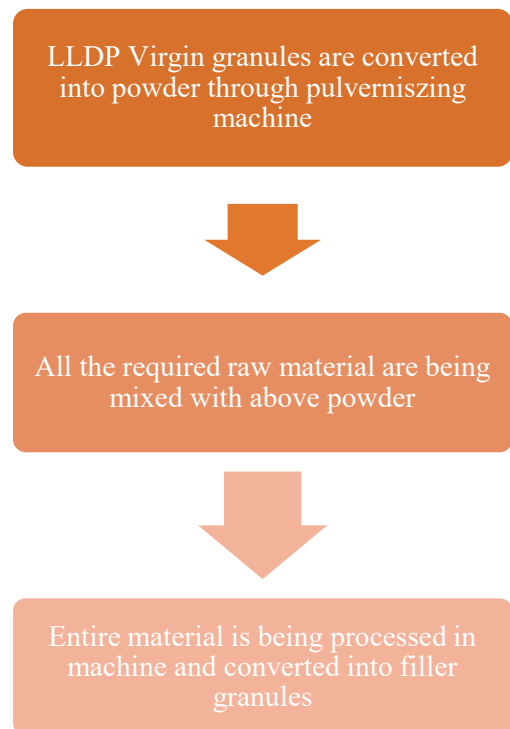 LLDP Virgin granules are converted
into powder through pulverniszing
machine
All the required raw material are being
mixed with above powder
Entire material is being processed in
machine and converted into filler
granules